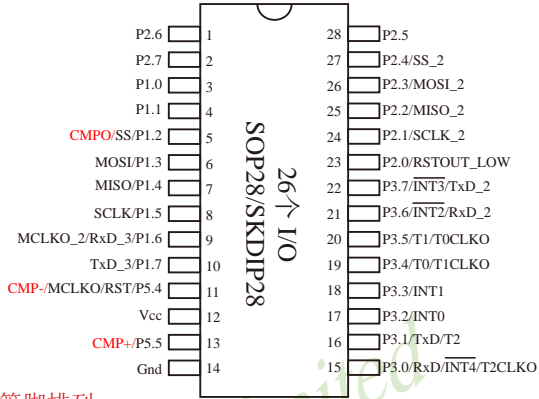 P2.6 1 28 P2.5
P2.7 2 27 P2.4/SS_2
P1.0 3 26 P2.3/MOSI_2
P1.1 4 25 P2.2/MISO_2
CMPO/SS/P1.2 5 24 P2.1/SCLK_2
MOSI/P1.3 6 23 P2.0/RSTOUT_LOW
MISO/P1.4 7 22 P3.7/INT3/TxD_2
SCLK/P1.5 8 21 P3.6/INT2/RxD_2
MCLKO_2/RxD_3/P1.6 9 20 P3.5/T1/T0CLKO
TxD_3/P1.7 10 19 P3.4/T0/T1CLKO
CMP-/MCLKO/RST/P5.4 11 18 P3.3/INT1
Vcc 12 17 P3.2/INT0
CMP+/P5.5 13 16 P3.1/TxD/T2
Gnd 14 15 P3.0/RxD/INT4/T2CLKO
26个 I/O
SOP28/SKDIP28